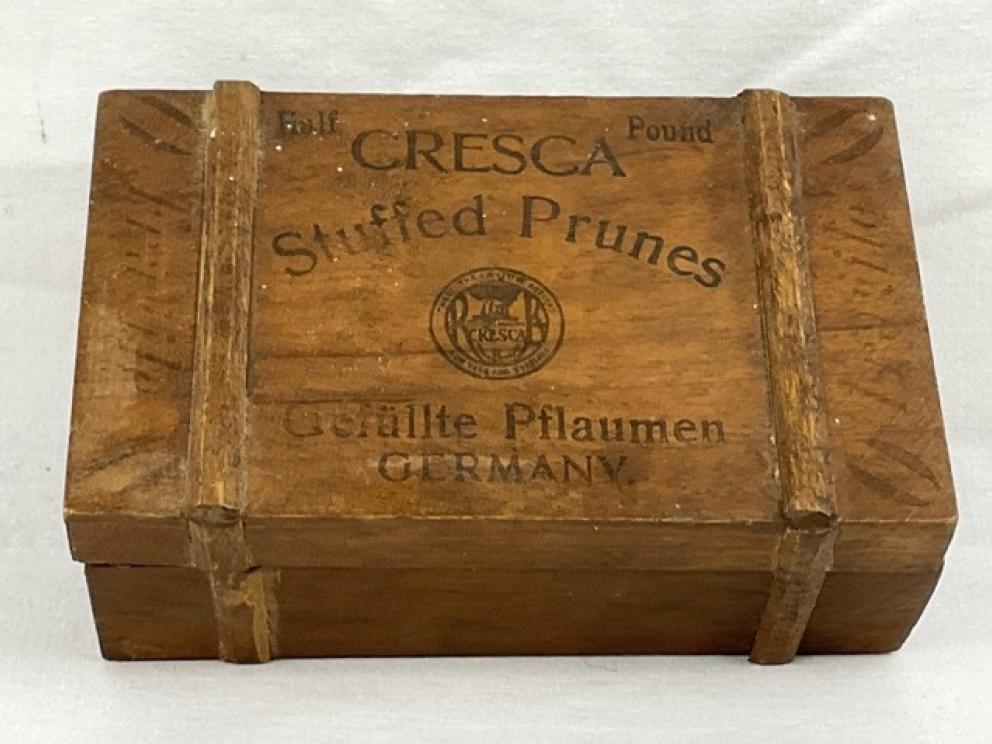 Half Pound
CRESCA
Stuffed Prunes
R B
CRESCA
Gefüllte Pflaumen
GERMANY.